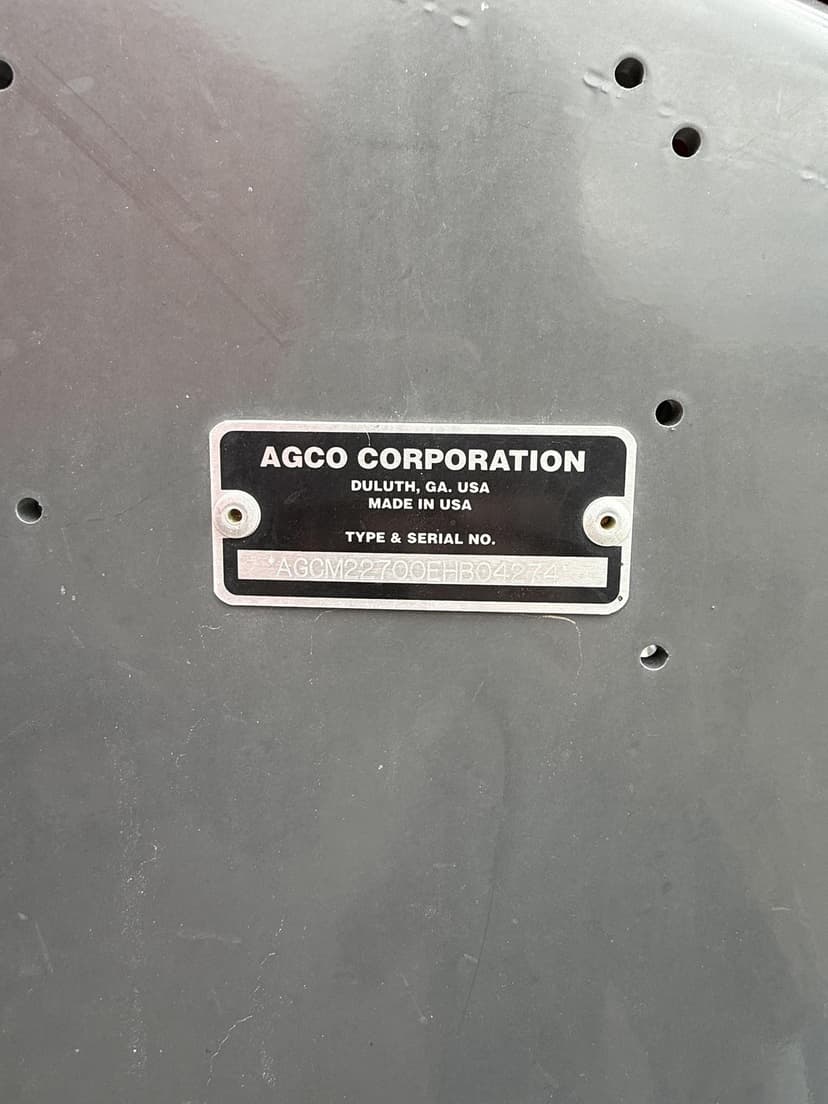 AGCO CORPORATION
DULUTH, GA. USA
MADE IN USA
TYPE & SERIAL NO.
*AGCM22700EHB04274*